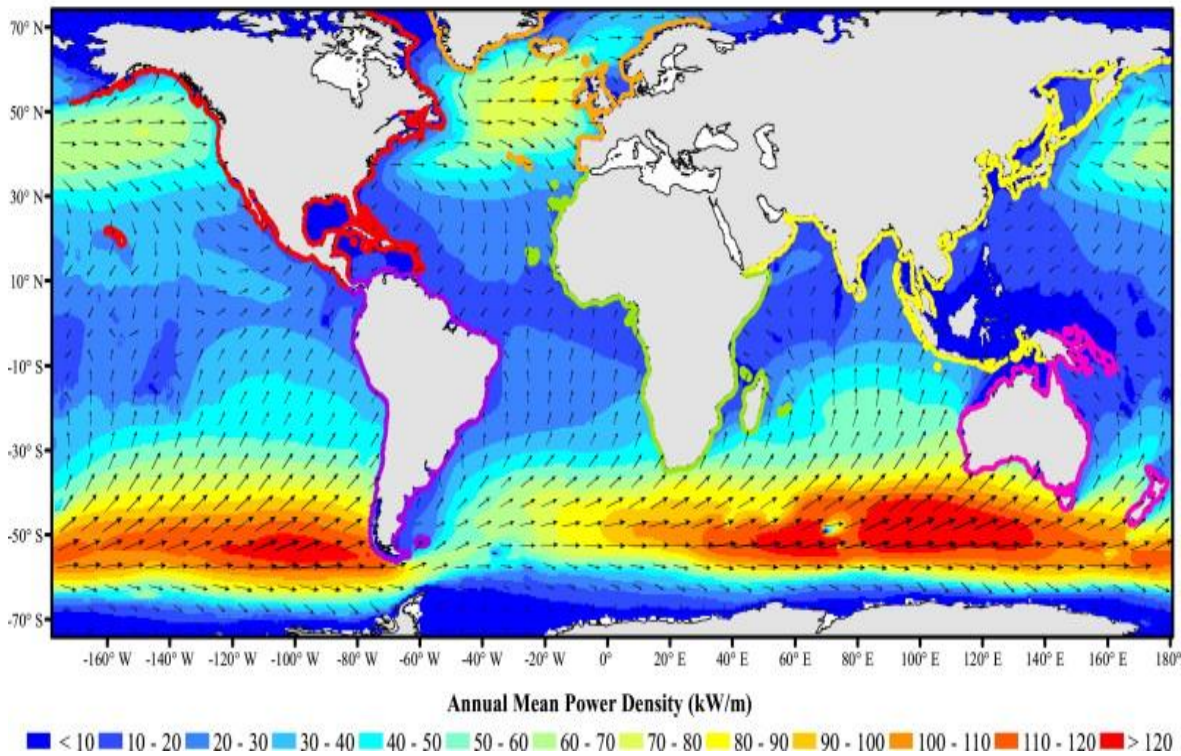 70° N
50° N
30° N
10° N
-10° S
-30° S
-50° S
-70° S
-160° W -140° W -120° W -100° W -80° W -60° W -40° W -20° W 0° 20° E 40° E 60° E 80° E 100° E 120° E 140° E 160° E 180°
Annual Mean Power Density (kW/m)
< 10 10 - 20 20 - 30 30 - 40 40 - 50 50 - 60 60 - 70 70 - 80 80 - 90 90 - 100 100 - 110 110 - 120 > 120